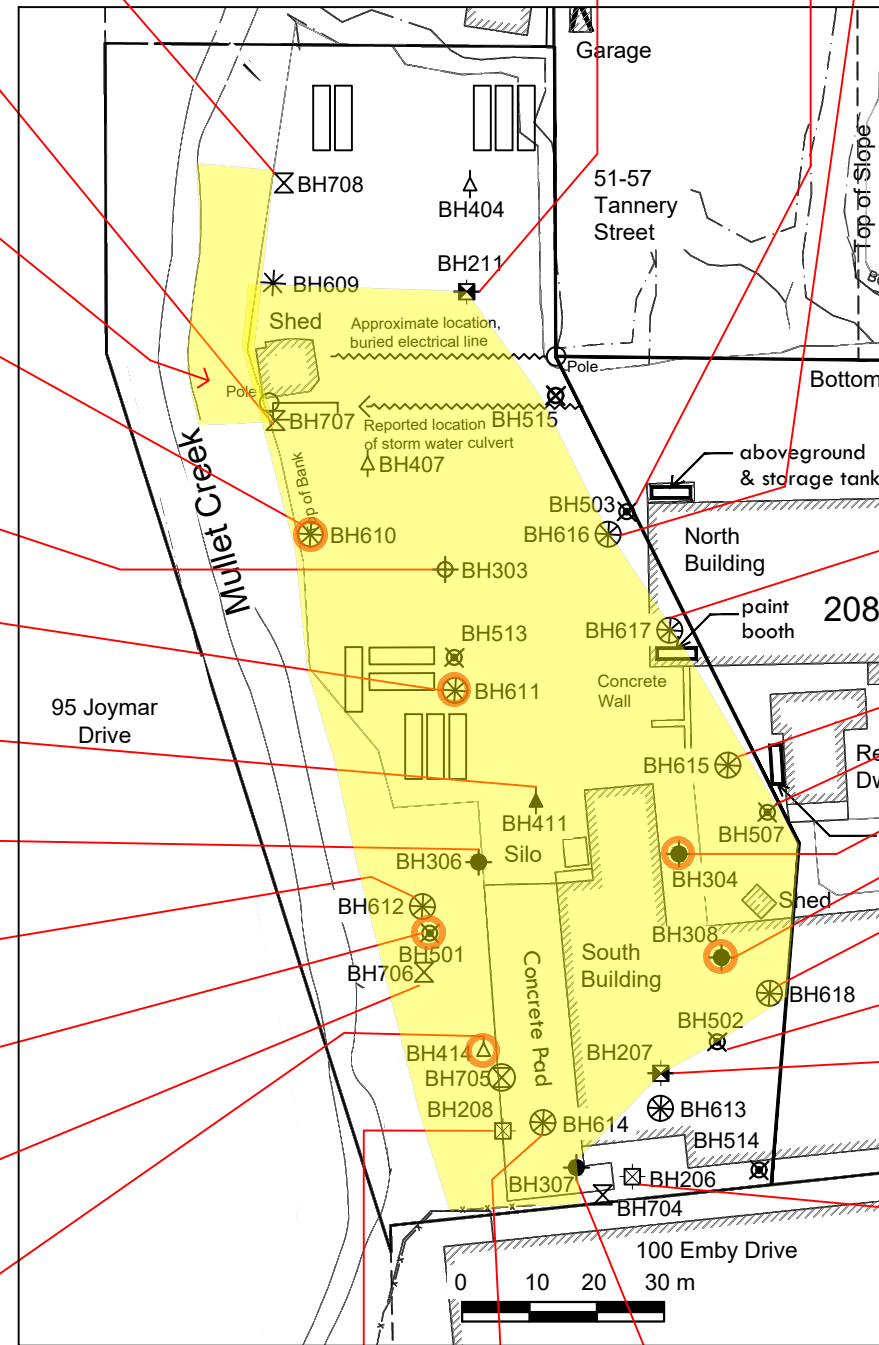 Garage
Top of Slope
51-57
Tannery
Street
BH708
BH404
BH211
BH609
Shed
Approximate location,
buried electrical line
Pole
Pole
Bottom
BH707
Reported location
of storm water culvert
BH515
BH407
aboveground
& storage tank
Mullet Creek
op of Bank
BH503
BH610
BH616
North
Building
BH303
paint
booth
208
BH617
BH513
BH611
Concrete
Wall
95 Joymar
Drive
Re
Dw
BH615
BH411
BH507
BH306
Silo
BH304
Shed
BH612
BH308
BH501
South
Building
BH706
Concrete Pad
BH618
BH502
BH414
BH207
BH705
BH208
BH613
BH614
BH514
BH307
BH206
BH704
100 Emby Drive
0 10 20 30 m